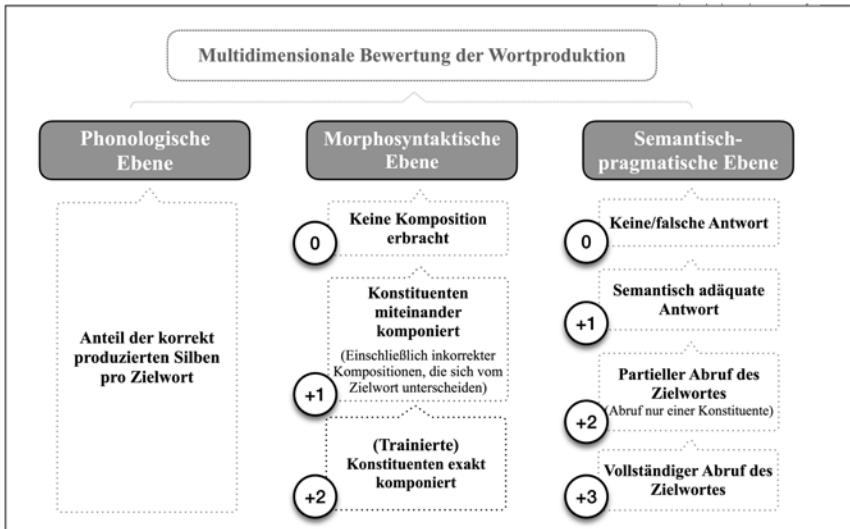 Multidimensionale Bewertung der Wortproduktion
Phonologische
Ebene
Anteil der korrekt
produzierten Silben
pro Zielwort
Morphosyntaktische
Ebene
Keine Komposition
erbracht
0
Konstituenten
miteinander
komponiert
(Einschließlich inkorrekter
Kompositionen, die sich vom
Zielwort unterscheiden)
+1
(Trainierte)
Konstituenten exakt
komponiert
+2
Semantisch-
pragmatische Ebene
Keine/falsche Antwort
0
Semantisch adäquate
Antwort
+1
Partieller Abruf des
Zielwortes
(Abruf nur einer Konstituente)
+2
Vollständiger Abruf des
Zielwortes
+3